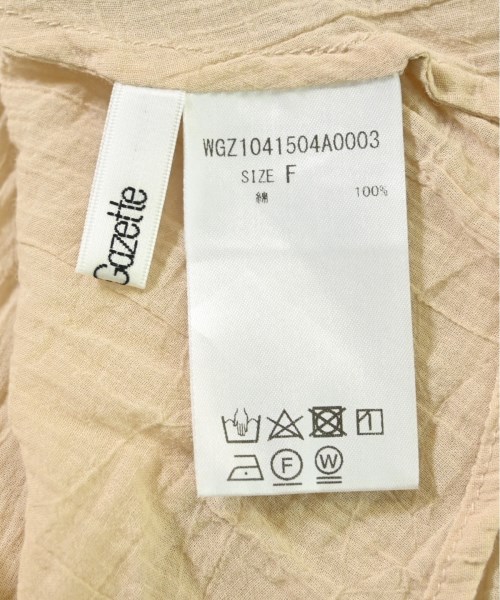 Gazette
WGZ1041504A0003
SIZE F
綿 100%
F
W